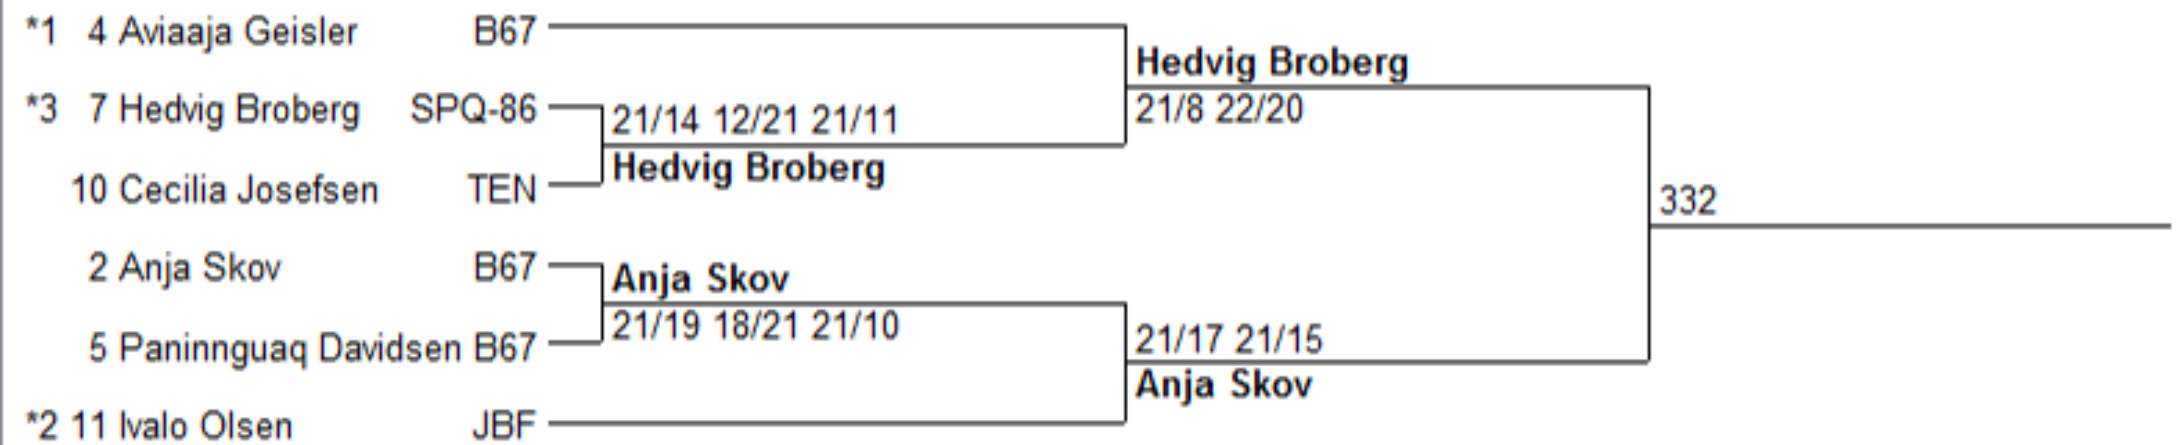 *1 4 Aviaaja Geisler B67
Hedvig Broberg
*3 7 Hedvig Broberg SPQ-86
21/14 12/21 21/11
21/8 22/20
Hedvig Broberg
10 Cecilia Josefsen TEN
332
2 Anja Skov B67
Anja Skov
21/19 18/21 21/10
5 Paninnguaq Davidsen B67
21/17 21/15
Anja Skov
*2 11 Ivalo Olsen JBF